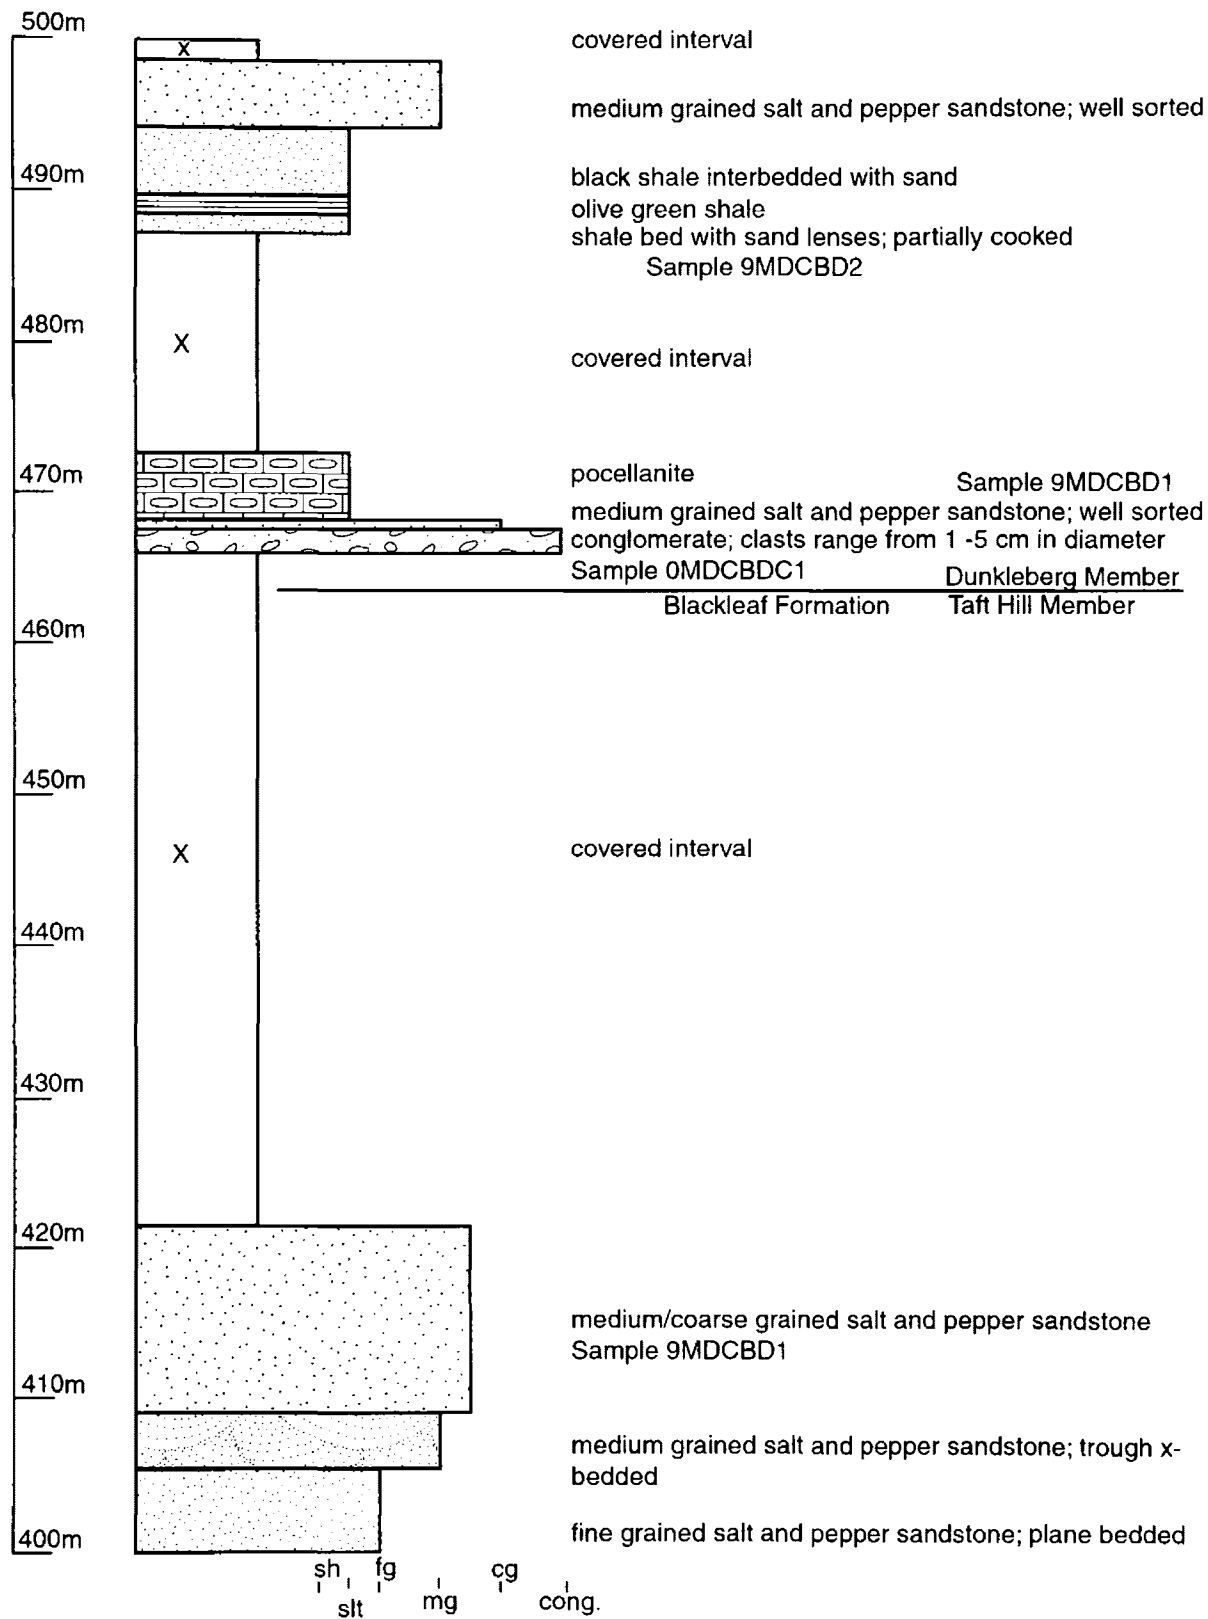 500m
x
covered interval
medium grained salt and pepper sandstone; well sorted
490m
black shale interbedded with sand
olive green shale
shale bed with sand lenses; partially cooked
Sample 9MDCBD2
480m
X
covered interval
470m
pocellanite
Sample 9MDCBD1
medium grained salt and pepper sandstone; well sorted
conglomerate; clasts range from 1 -5 cm in diameter
Sample 0MDCBDC1
Dunkleberg Member
Blackleaf Formation
Taft Hill Member
460m
450m
X
covered interval
440m
430m
420m
medium/coarse grained salt and pepper sandstone
Sample 9MDCBD1
410m
medium grained salt and pepper sandstone; trough x-
bedded
400m
fine grained salt and pepper sandstone; plane bedded
sh fg cg
slt mg cong.